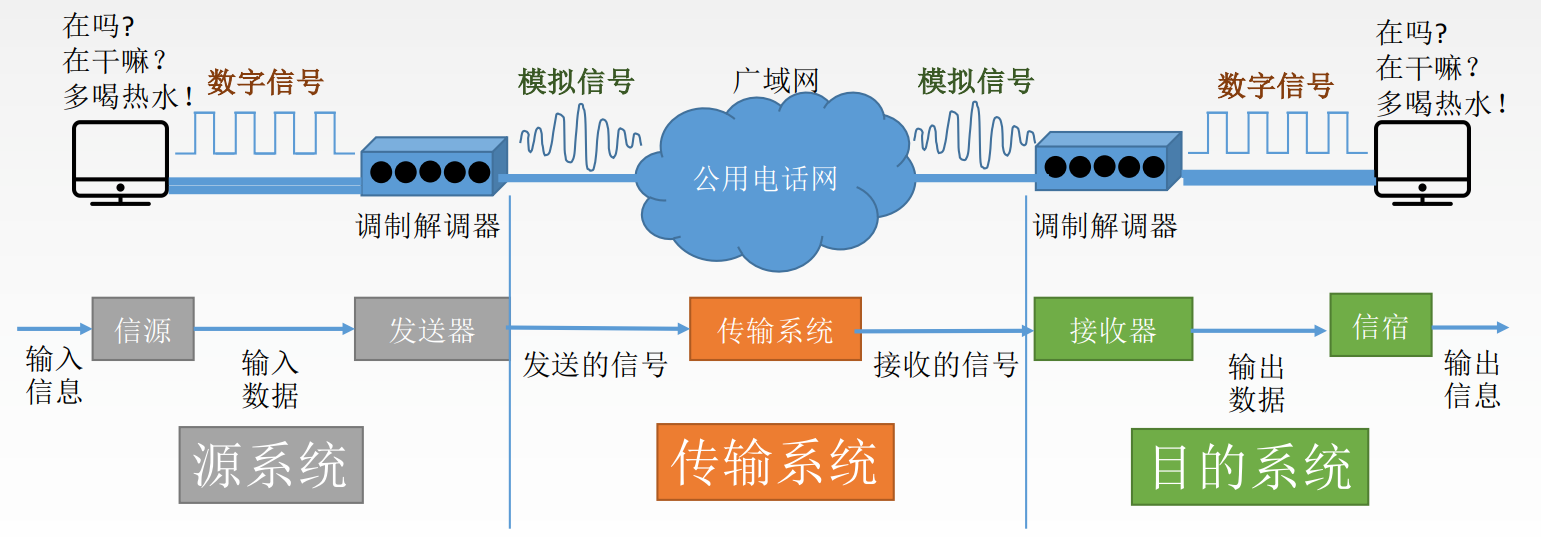 在吗?
在干嘛?
多喝热水!
数字信号
模拟信号
广域网
模拟信号
数字信号
在吗?
在干嘛?
多喝热水!
公用电话网
调制解调器
调制解调器
信源
发送器
传输系统
接收器
信宿
输入
信息
输入
数据
发送的信号
接收的信号
输出
数据
输出
信息
源系统
传输系统
目的系统